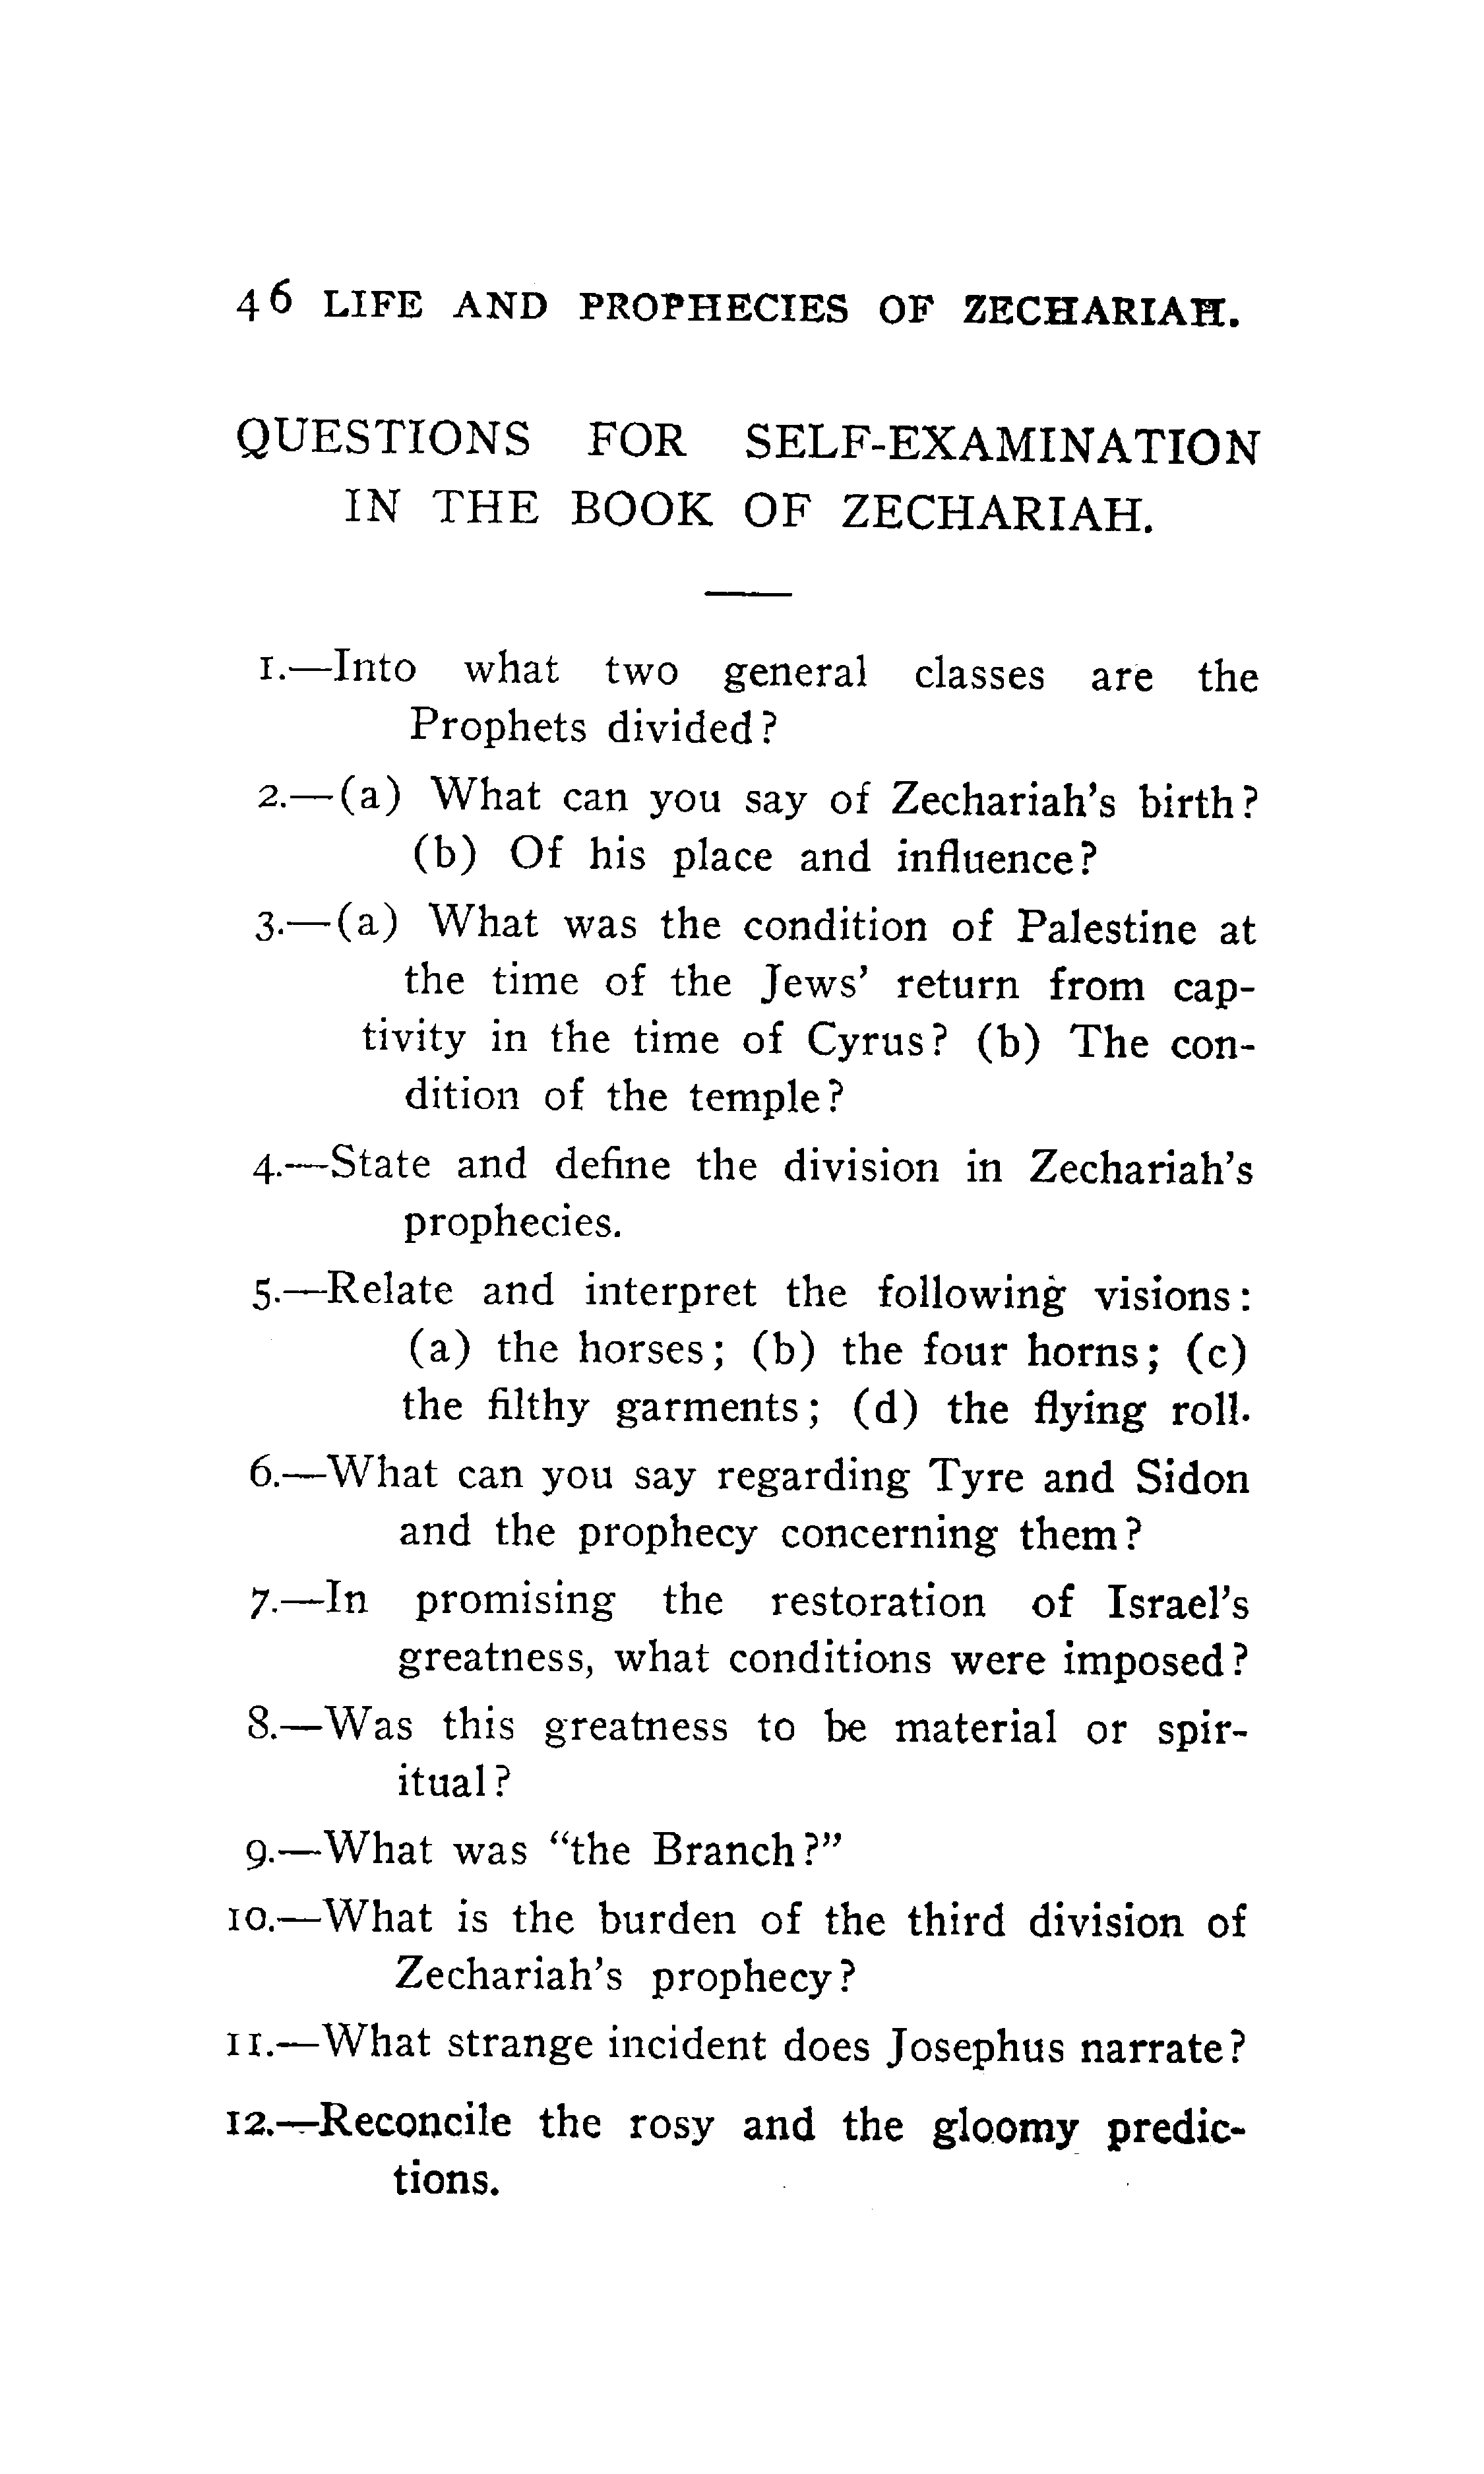 46 LIFE AND PROPHECIES OF ZECHARIAH.
QUESTIONS FOR SELF-EXAMINATION
IN THE BOOK OF ZECHARIAH.
1.—Into what two general classes are the
Prophets divided?
2.—(a) What can you say of Zechariah's birth?
(b) Of his place and influence?
3.—(a) What was the condition of Palestine at
the time of the Jews' return from cap-
tivity in the time of Cyrus? (b) The con-
dition of the temple?
4.—State and define the division in Zechariah's
prophecies.
5.—Relate and interpret the following visions:
(a) the horses; (b) the four horns; (c)
the filthy garments; (d) the flying roll.
6.—What can you say regarding Tyre and Sidon
and the prophecy concerning them?
7.—In promising the restoration of Israel's
greatness, what conditions were imposed?
8.—Was this greatness to be material or spir-
itual?
9.—What was "the Branch?"
10.—What is the burden of the third division of
Zechariah's prophecy?
11.—What strange incident does Josephus narrate?
12.—Reconcile the rosy and the gloomy predic-
tions.